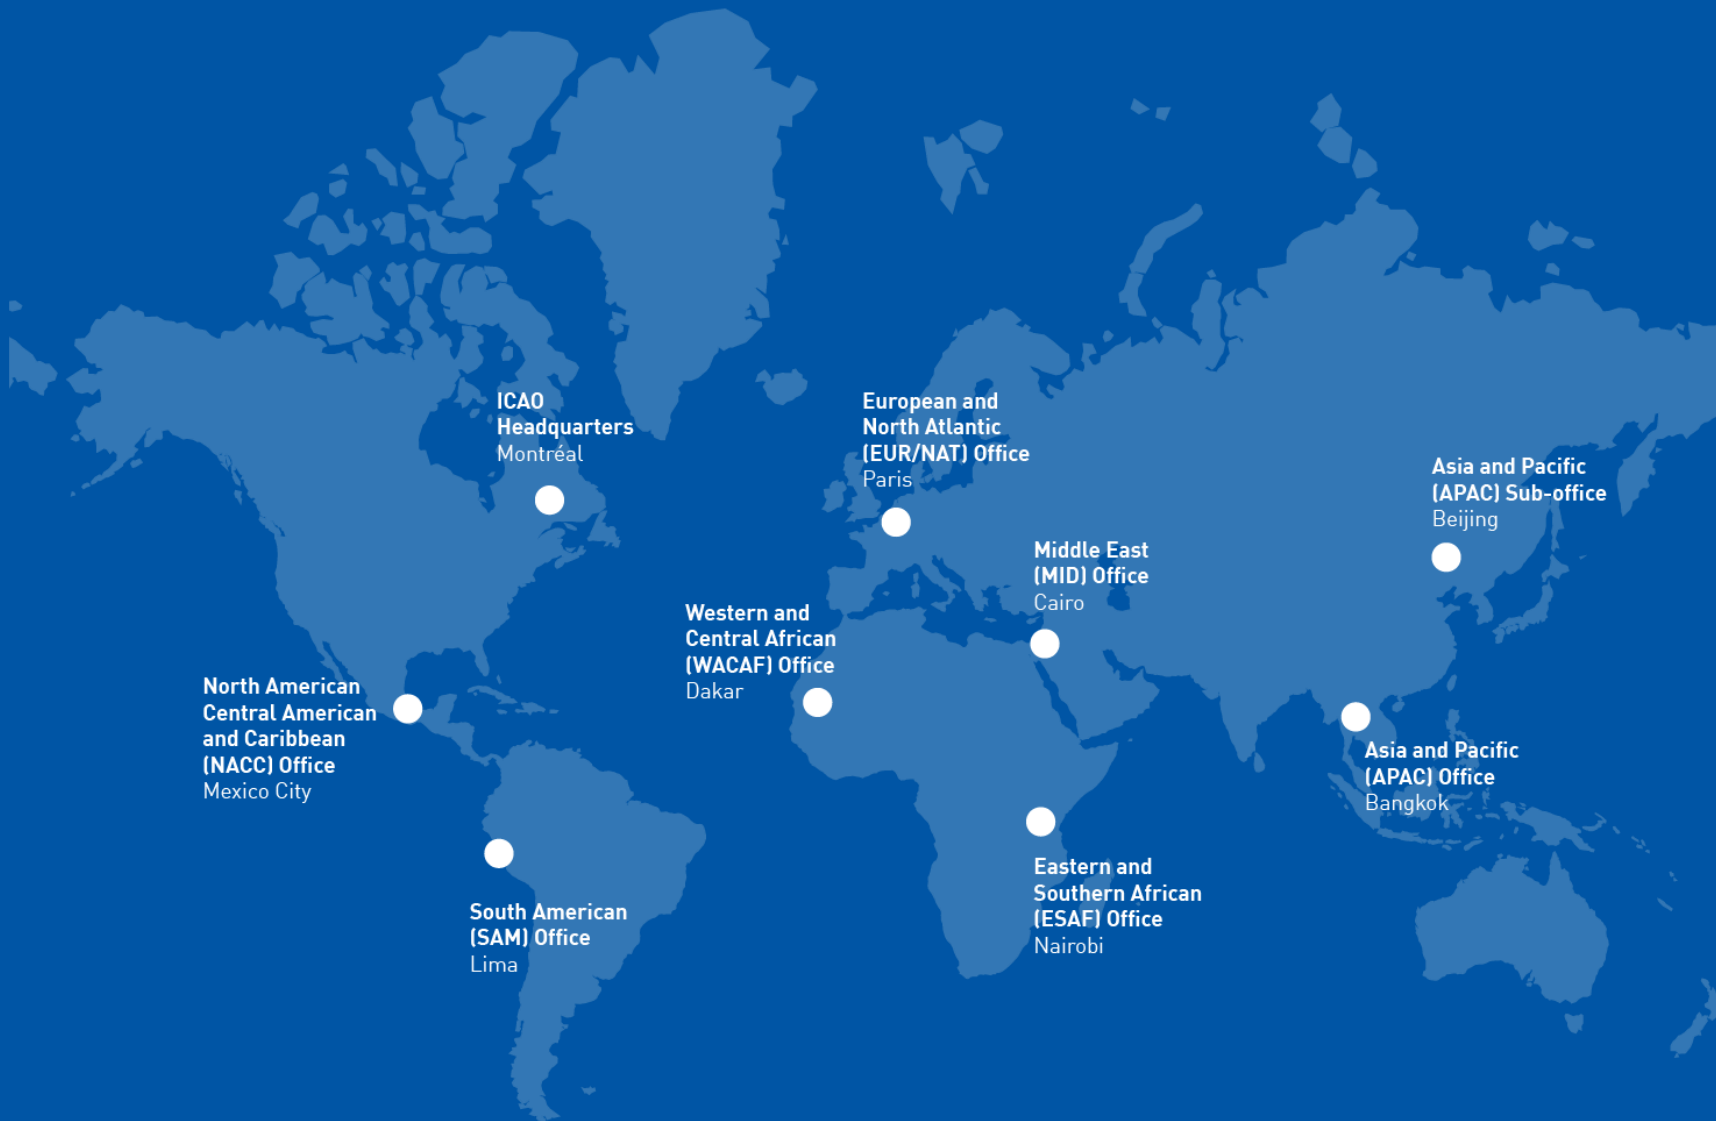 ICAO
Headquarters
Montréal
European and
North Atlantic
(EUR/NAT) Office
Paris
Asia and Pacific
(APAC) Sub-office
Beijing
Middle East
(MID) Office
Cairo
Western and
Central African
(WACAF) Office
Dakar
North American
Central American
and Caribbean
(NACC) Office
Mexico City
Asia and Pacific
(APAC) Office
Bangkok
Eastern and
Southern African
(ESAF) Office
Nairobi
South American
(SAM) Office
Lima